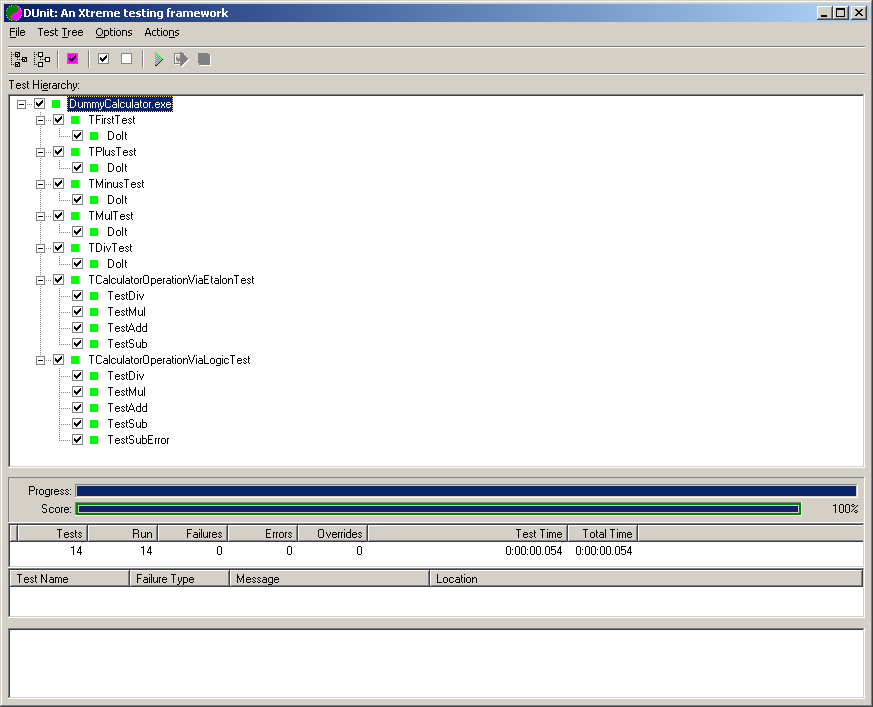 DUnit: An Xtreme testing framework
File Test Tree Options Actions
Test Hierarchy:
DummyCalculator.exe
TFirstTest
DoIt
TPlusTest
DoIt
TMinusTest
DoIt
TMulTest
DoIt
TDivTest
DoIt
TCalculatorOperationViaEtalonTest
TestDiv
TestMul
TestAdd
TestSub
TCalculatorOperationViaLogicTest
TestDiv
TestMul
TestAdd
TestSub
TestSubError
Progress:
Score: 100%
Tests Run Failures Errors Overrides Test Time Total Time
14 14 0 0 0 0:00:00.054 0:00:00.054
Test Name Failure Type Message Location